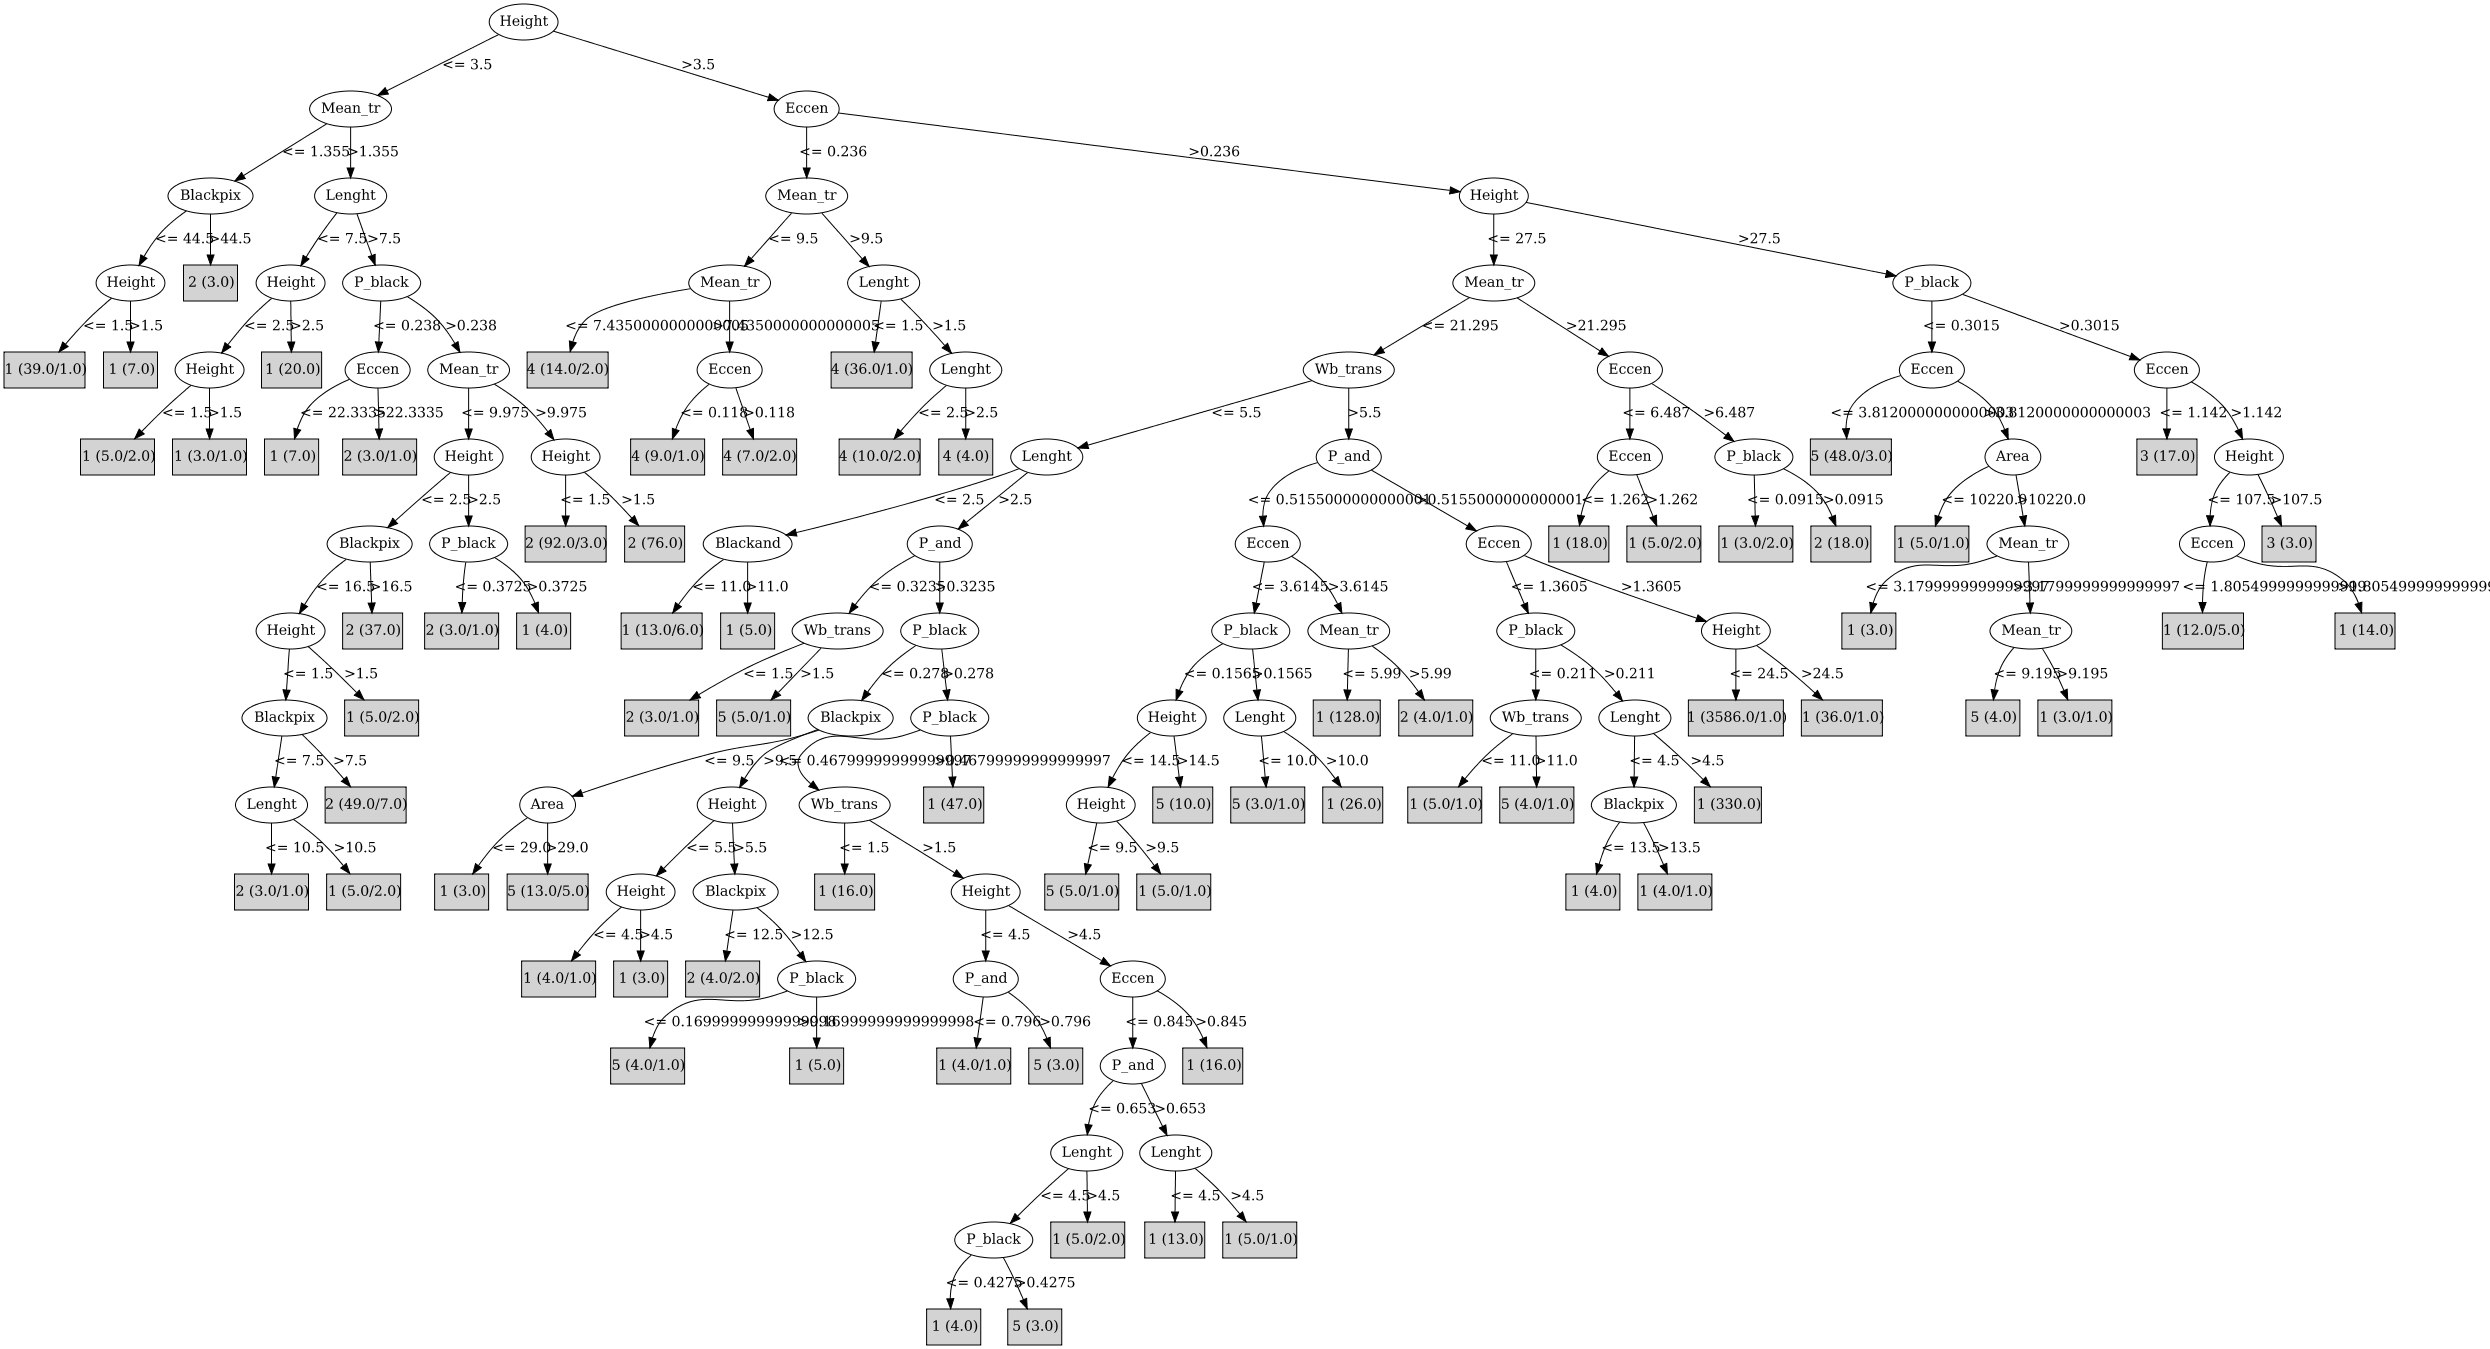 Height
<= 3.5 >3.5
Mean_tr Eccen
<= 1.355 >1.355 <= 0.236 >0.236
Blackpix Lenght Mean_tr Height
<= 44.5 >44.5 <= 7.5 >7.5 <= 9.5 >9.5 <= 27.5 >27.5
Height 2 (3.0) Height P_black Mean_tr Lenght Mean_tr P_black
<= 1.5 >1.5 <= 2.5 >2.5 <= 0.238 >0.238 <= 7.4350000000000005 >7.4350000000000005 <= 1.5 >1.5 <= 21.295 >21.295 <= 0.3015 >0.3015
1 (39.0/1.0) 1 (7.0) Height 1 (20.0) Eccen Mean_tr 4 (14.0/2.0) Eccen 4 (36.0/1.0) Lenght Wb_trans Eccen Eccen Eccen
<= 1.5 >1.5 <= 22.3335 >22.3335 <= 9.975 >9.975 <= 0.118 >0.118 <= 2.5 >2.5 <= 5.5 >5.5 <= 6.487 >6.487 <= 3.8120000000000003 >3.8120000000000003 <= 1.142 >1.142
1 (5.0/2.0) 1 (3.0/1.0) 1 (7.0) 2 (3.0/1.0) Height Height 4 (9.0/1.0) 4 (7.0/2.0) 4 (10.0/2.0) 4 (4.0) Lenght P_and Eccen P_black 5 (48.0/3.0) Area 3 (17.0) Height
<= 2.5 >2.5 <= 1.5 >1.5 <= 2.5 >2.5 <= 0.5155000000000001 >0.5155000000000001 <= 1.262 >1.262 <= 0.0915 >0.0915 <= 10220.0 >10220.0 <= 107.5 >107.5
Blackpix P_black 2 (92.0/3.0) 2 (76.0) Blackand P_and Eccen Eccen 1 (18.0) 1 (5.0/2.0) 1 (3.0/2.0) 2 (18.0) 1 (5.0/1.0) Mean_tr Eccen 3 (3.0)
<= 16.5 >16.5 <= 0.3725 >0.3725 <= 11.0 >11.0 <= 0.3235 >0.3235 <= 3.6145 >3.6145 <= 1.3605 >1.3605 <= 3.1799999999999997 >3.1799999999999997
Height 2 (37.0) 2 (3.0/1.0) 1 (4.0) 1 (13.0/6.0) 1 (5.0) Wb_trans P_black P_black Mean_tr P_black Height 1 (3.0) Mean_tr 1 (12.0/5.0) 1 (14.0)
<= 1.5 >1.5 <= 1.5 >1.5 <= 0.278 >0.278 <= 0.1565 >0.1565 <= 5.99 >5.99 <= 0.211 >0.211 <= 24.5 >24.5 <= 9.195 >9.195
Blackpix 1 (5.0/2.0) 2 (3.0/1.0) 5 (5.0/1.0) Blackpix P_black Height Lenght 1 (128.0) 2 (4.0/1.0) Wb_trans Lenght 1 (3586.0/1.0) 1 (36.0/1.0) 5 (4.0) 1 (3.0/1.0)
<= 7.5 >7.5 <= 9.5 >9.5 <= 0.46799999999999997 >0.46799999999999997 <= 14.5 >14.5 <= 10.0 >10.0 <= 11.0 >11.0 <= 4.5 >4.5
Lenght 2 (49.0/7.0) Area Height Wb_trans 1 (47.0) Height 5 (10.0) 5 (3.0/1.0) 1 (26.0) 1 (5.0/1.0) 5 (4.0/1.0) Blackpix 1 (330.0)
<= 10.5 >10.5 <= 29.0 >29.0 <= 5.5 >5.5 <= 1.5 >1.5 <= 9.5 >9.5 <= 13.5 >13.5
2 (3.0/1.0) 1 (5.0/2.0) 1 (3.0) 5 (13.0/5.0) Height Blackpix 1 (16.0) Height 5 (5.0/1.0) 1 (5.0/1.0) 1 (4.0) 1 (4.0/1.0)
<= 4.5 >4.5 <= 12.5 >12.5 <= 4.5 >4.5
1 (4.0/1.0) 1 (3.0) 2 (4.0/2.0) P_black P_and Eccen
<= 0.16999999999999998 >0.16999999999999998 <= 0.796 >0.796 <= 0.845 >0.845
5 (4.0/1.0) 1 (5.0) 1 (4.0/1.0) 5 (3.0) P_and 1 (16.0)
<= 0.653 >0.653
Lenght Lenght
<= 4.5 >4.5 <= 4.5 >4.5
P_black 1 (5.0/2.0) 1 (13.0) 1 (5.0/1.0)
<= 0.4275 >0.4275
1 (4.0) 5 (3.0)